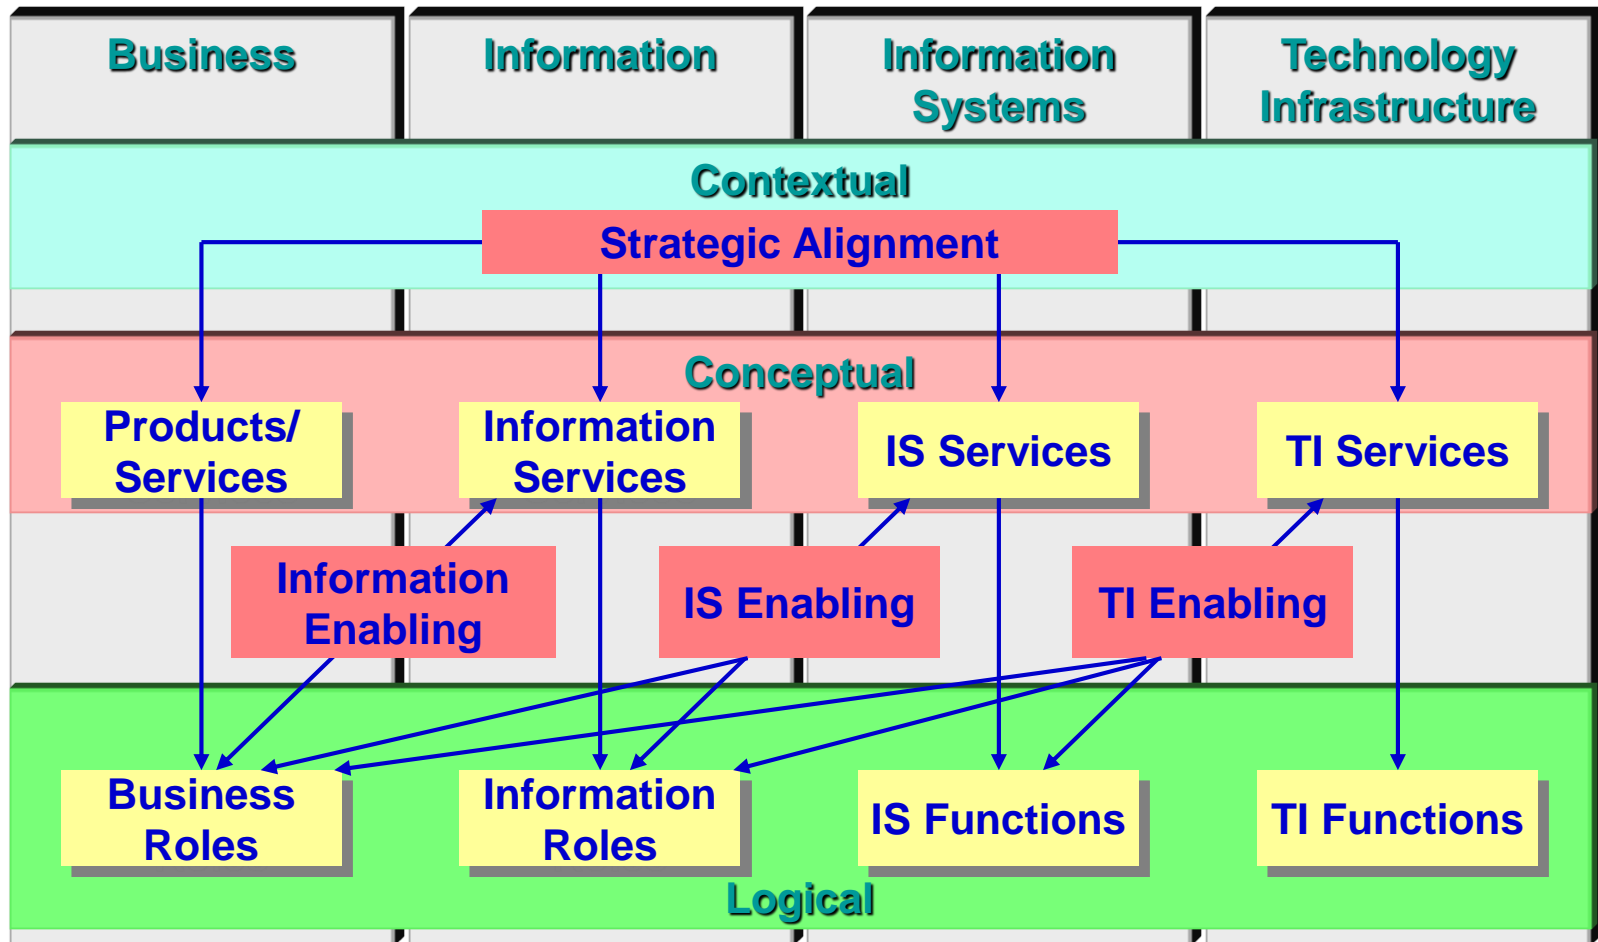 Business
Information
Information
Systems
Technology
Infrastructure
Contextual
Strategic Alignment
Conceptual
Products/
Services
Information
Services
IS Services
TI Services
Information
Enabling
IS Enabling
TI Enabling
Business
Roles
Information
Roles
IS Functions
TI Functions
Logical